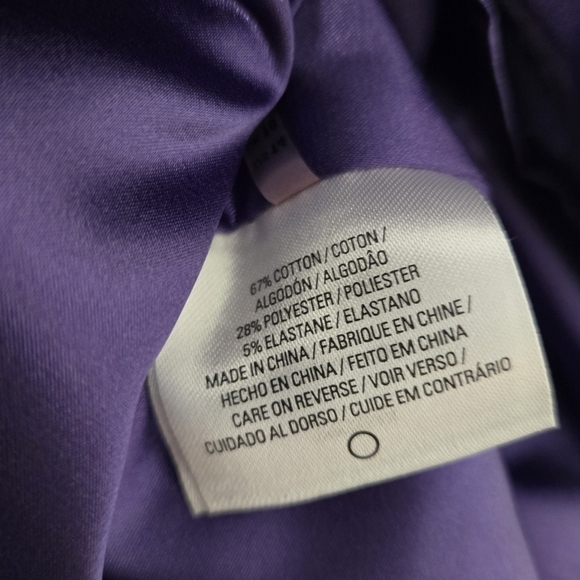 67% COTTON / COTON /
ALGODÓN / ALGODÃO
28% POLYESTER / POLIESTER
5% ELASTANE / ELASTANO
MADE IN CHINA / FABRIQUE EN CHINE /
HECHO EN CHINA / FEITO EM CHINA
CARE ON REVERSE / VOIR VERSO /
CUIDADO AL DORSO / CUIDE EM CONTRÁRIO